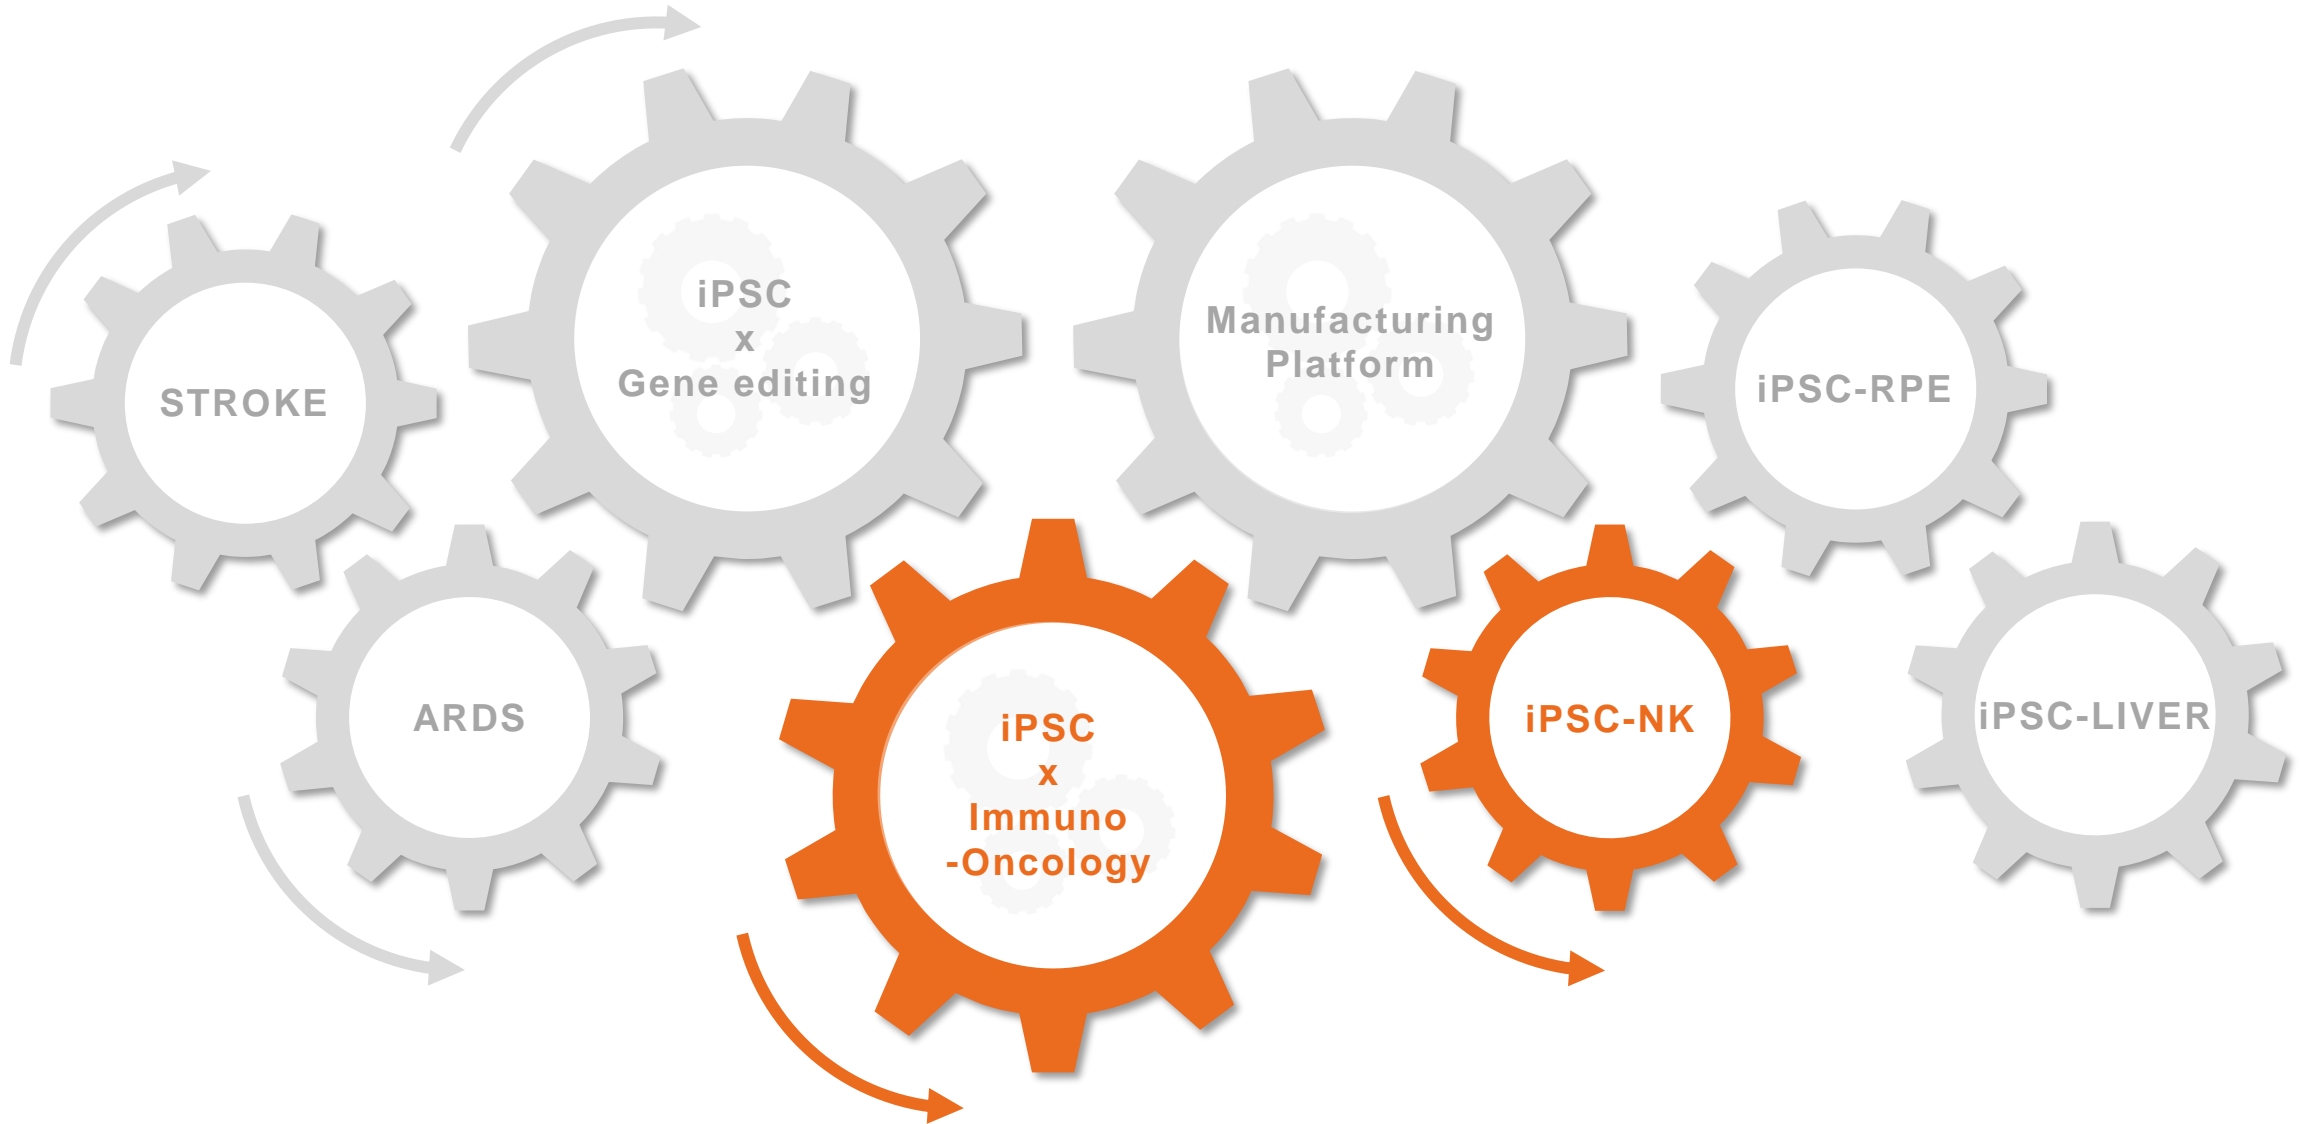 STROKE
iPSC
x
Gene editing
Manufacturing
Platform
iPSC-RPE
ARDS
iPSC
x
Immuno
-Oncology
iPSC-NK
iPSC-LIVER